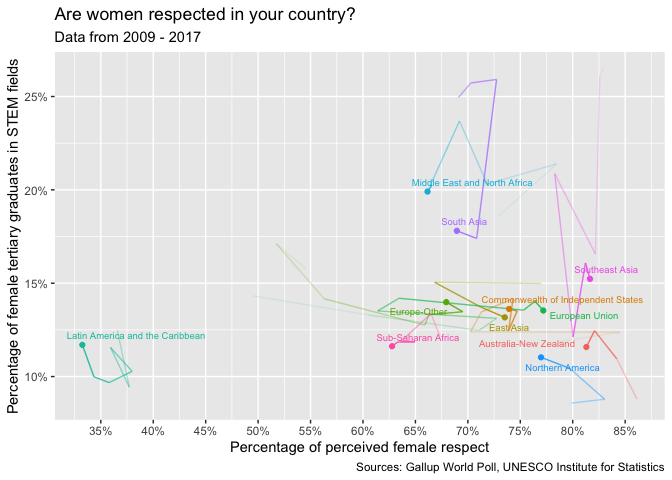 Are women respected in your country?
Data from 2009 - 2017
Percentage of female tertiary graduates in STEM fields
25%
20%
15%
10%
Middle East and North Africa
South Asia
Southeast Asia
Commonwealth of Independent States
Europe-Other
European Union
East Asia
Latin America and the Caribbean
Sub-Saharan Africa
Australia-New Zealand
Northern America
35% 40% 45% 50% 55% 60% 65% 70% 75% 80% 85%
Percentage of perceived female respect
Sources: Gallup World Poll, UNESCO Institute for Statistics